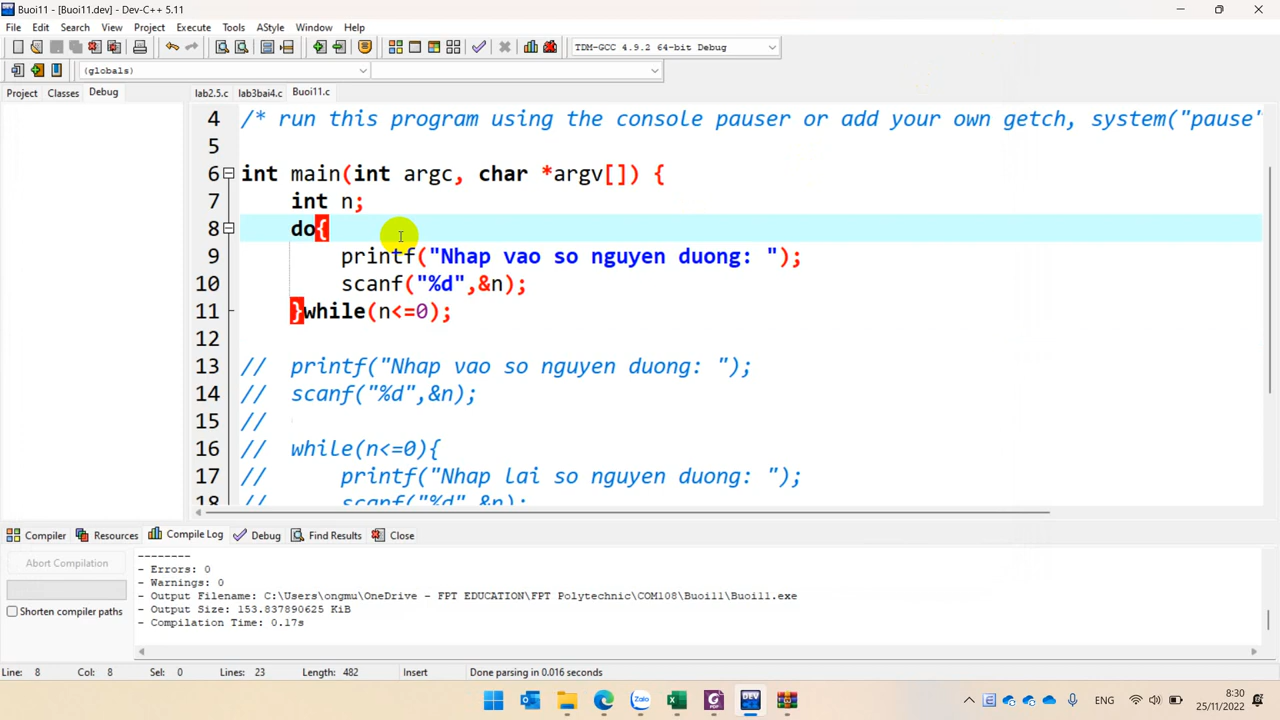 Buoi11 - [Buoi11.dev] - Dev-C++ 5.11
File Edit Search View Project Execute Tools AStyle Window Help
TDM-GCC 4.9.2 64-bit Debug
(globals)
Project Classes Debug
lab2.5.c lab3bai4.c Buoi11.c
4 /* run this program using the console pauser or add your own getch, system("pause"
5
6 int main(int argc, char *argv[]) {
7 int n;
8 do{
9 printf("Nhap vao so nguyen duong: ");
10 scanf("%d",&n);
11 }while(n<=0);
12
13 // printf("Nhap vao so nguyen duong: ");
14 // scanf("%d",&n);
15 //
16 // while(n<=0){
17 // printf("Nhap lai so nguyen duong: ");
18 // scanf("%d",&n);
Compiler Resources Compile Log Debug Find Results Close
Abort Compilation
Shorten compiler paths
--------
- Errors: 0
- Warnings: 0
- Output Filename: C:\Users\ongmu\OneDrive - FPT EDUCATION\FPT Polytechnic\COM108\Buoi11\Buoi11.exe
- Output Size: 153.837890625 KiB
- Compilation Time: 0.17s
Line: 8 Col: 8 Sel: 0 Lines: 23 Length: 482 Insert Done parsing in 0.016 seconds
Zalo
DEV
ENG
8:30
25/11/2022